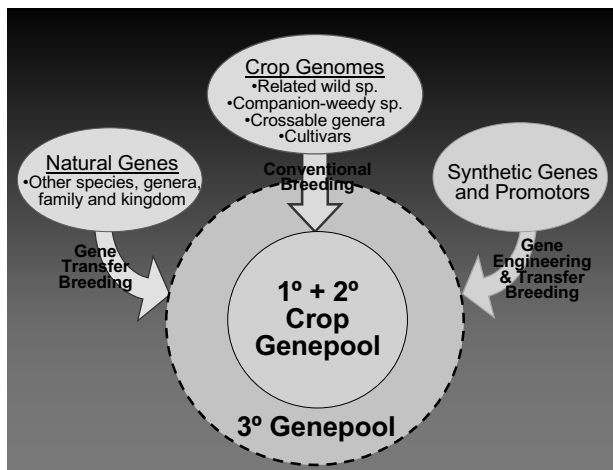 Crop Genomes
•Related wild sp.
•Companion-weedy sp.
•Crossable genera
•Cultivars
Natural Genes
•Other species, genera,
family and kingdom
Synthetic Genes
and Promotors
Conventional
Breeding
Gene
Transfer
Breeding
Gene
Engineering
& Transfer
Breeding
1º + 2º
Crop
Genepool
3º Genepool